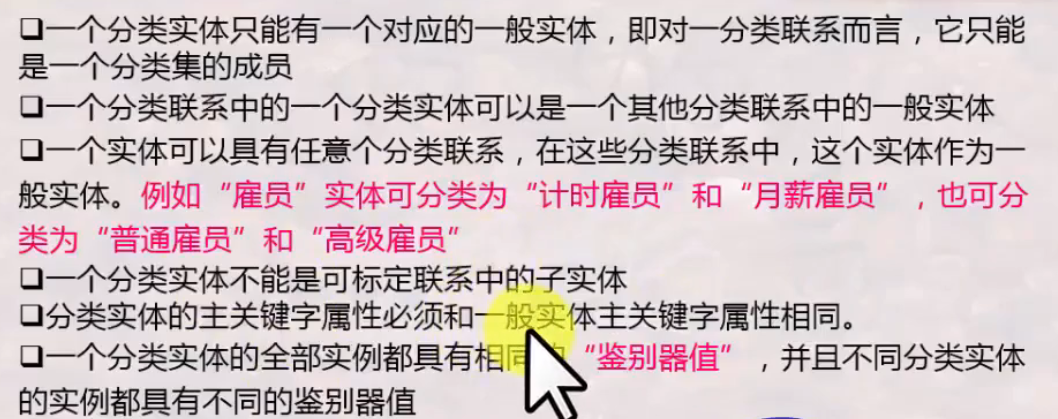 ❑一个分类实体只能有一个对应的一般实体，即对一分类联系而言，它只能
是一个分类集的成员
❑一个分类联系中的一个分类实体可以是一个其他分类联系中的一般实体
❑一个实体可以具有任意个分类联系，在这些分类联系中，这个实体作为一
般实体。例如“雇员”实体可分类为“计时雇员”和“月薪雇员”，也可分
类为“普通雇员”和“高级雇员”
❑一个分类实体不能是可标定联系中的子实体
❑分类实体的主关键字属性必须和一般实体主关键字属性相同。
❑一个分类实体的全部实例都具有相同的“鉴别器值”，并且不同分类实体
的实例都具有不同的鉴别器值